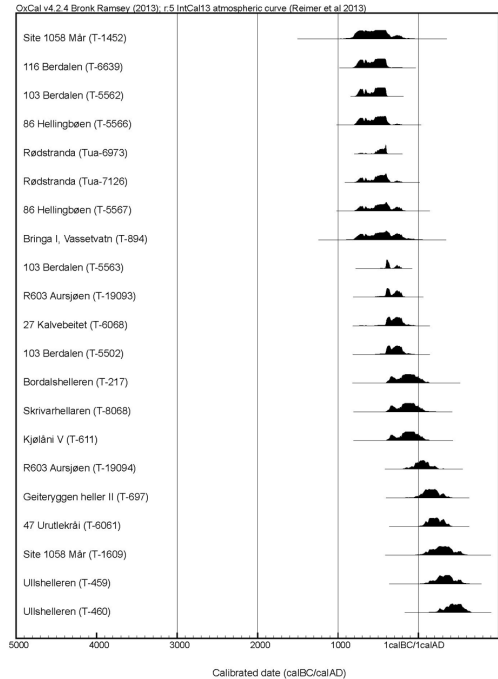 OxCal v4.2.4 Bronk Ramsey (2013); r:5 IntCal13 atmospheric curve (Reimer et al 2013)
Site 1058 Mår (T-1452)
116 Berdalen (T-6639)
103 Berdalen (T-5562)
86 Hellingbøen (T-5566)
Rødstranda (Tua-6973)
Rødstranda (Tua-7126)
86 Hellingbøen (T-5567)
Bringa I, Vassetvatn (T-894)
103 Berdalen (T-5563)
R603 Aursjøen (T-19093)
27 Kalvebeitet (T-6068)
103 Berdalen (T-5502)
Bordalshelleren (T-217)
Skrivarhellaren (T-8068)
Kjølåni V (T-611)
R603 Aursjøen (T-19094)
Geiteryggen heller II (T-697)
47 Urutlekråi (T-6061)
Site 1058 Mår (T-1609)
Ullshelleren (T-459)
Ullshelleren (T-460)
5000 4000 3000 2000 1000 1calBC/1calAD
Calibrated date (calBC/calAD)